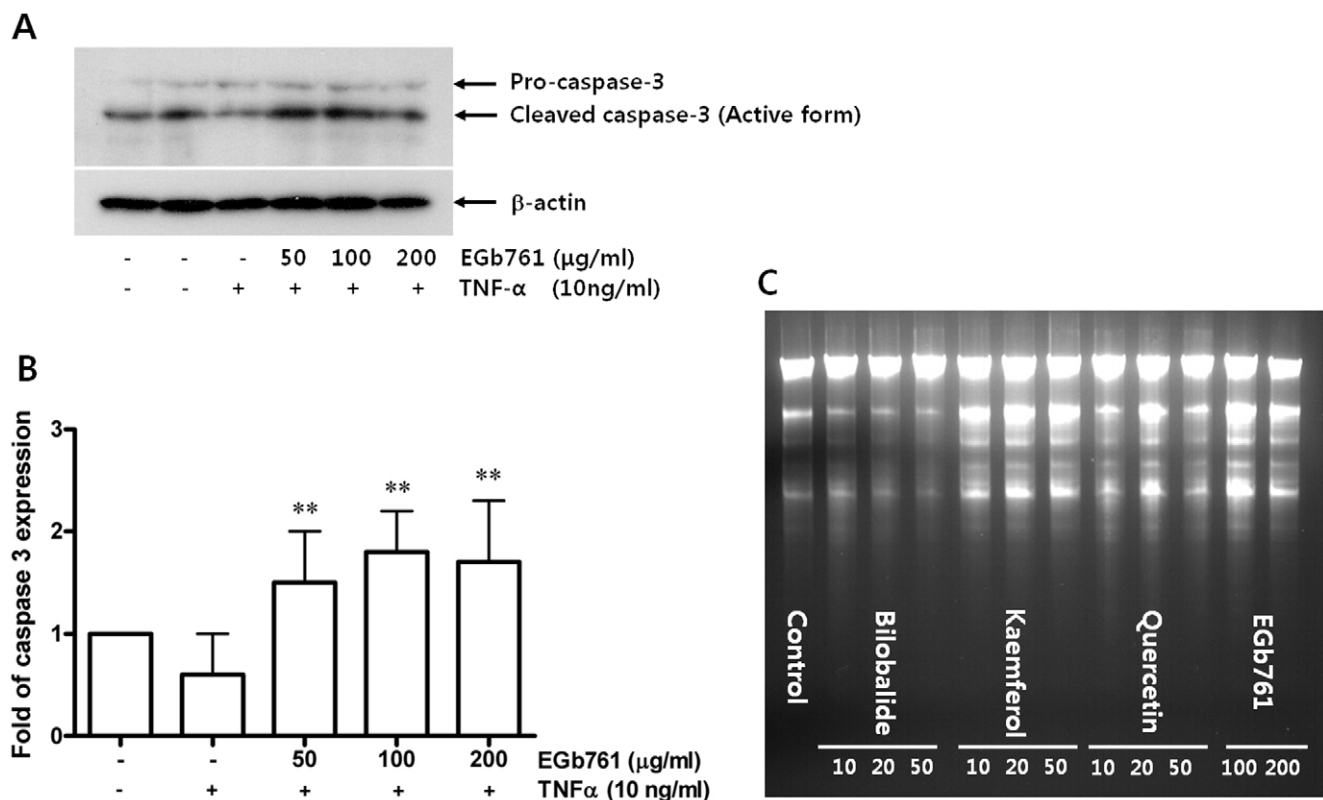 A
Pro-caspase-3
Cleaved caspase-3 (Active form)
β-actin
- - - 50 100 200 EGb761 (μg/ml)
- - + + + + TNF-α (10ng/ml)
B
Fold of caspase 3 expression
3
2
1
0
** ** **
- - 50 100 200 EGb761 (μg/ml)
- + + + + TNFα (10 ng/ml)
C
Control
Bilobalide
Kaemferol
Quercetin
EGb761
10 20 50 10 20 50 10 20 50 100 200